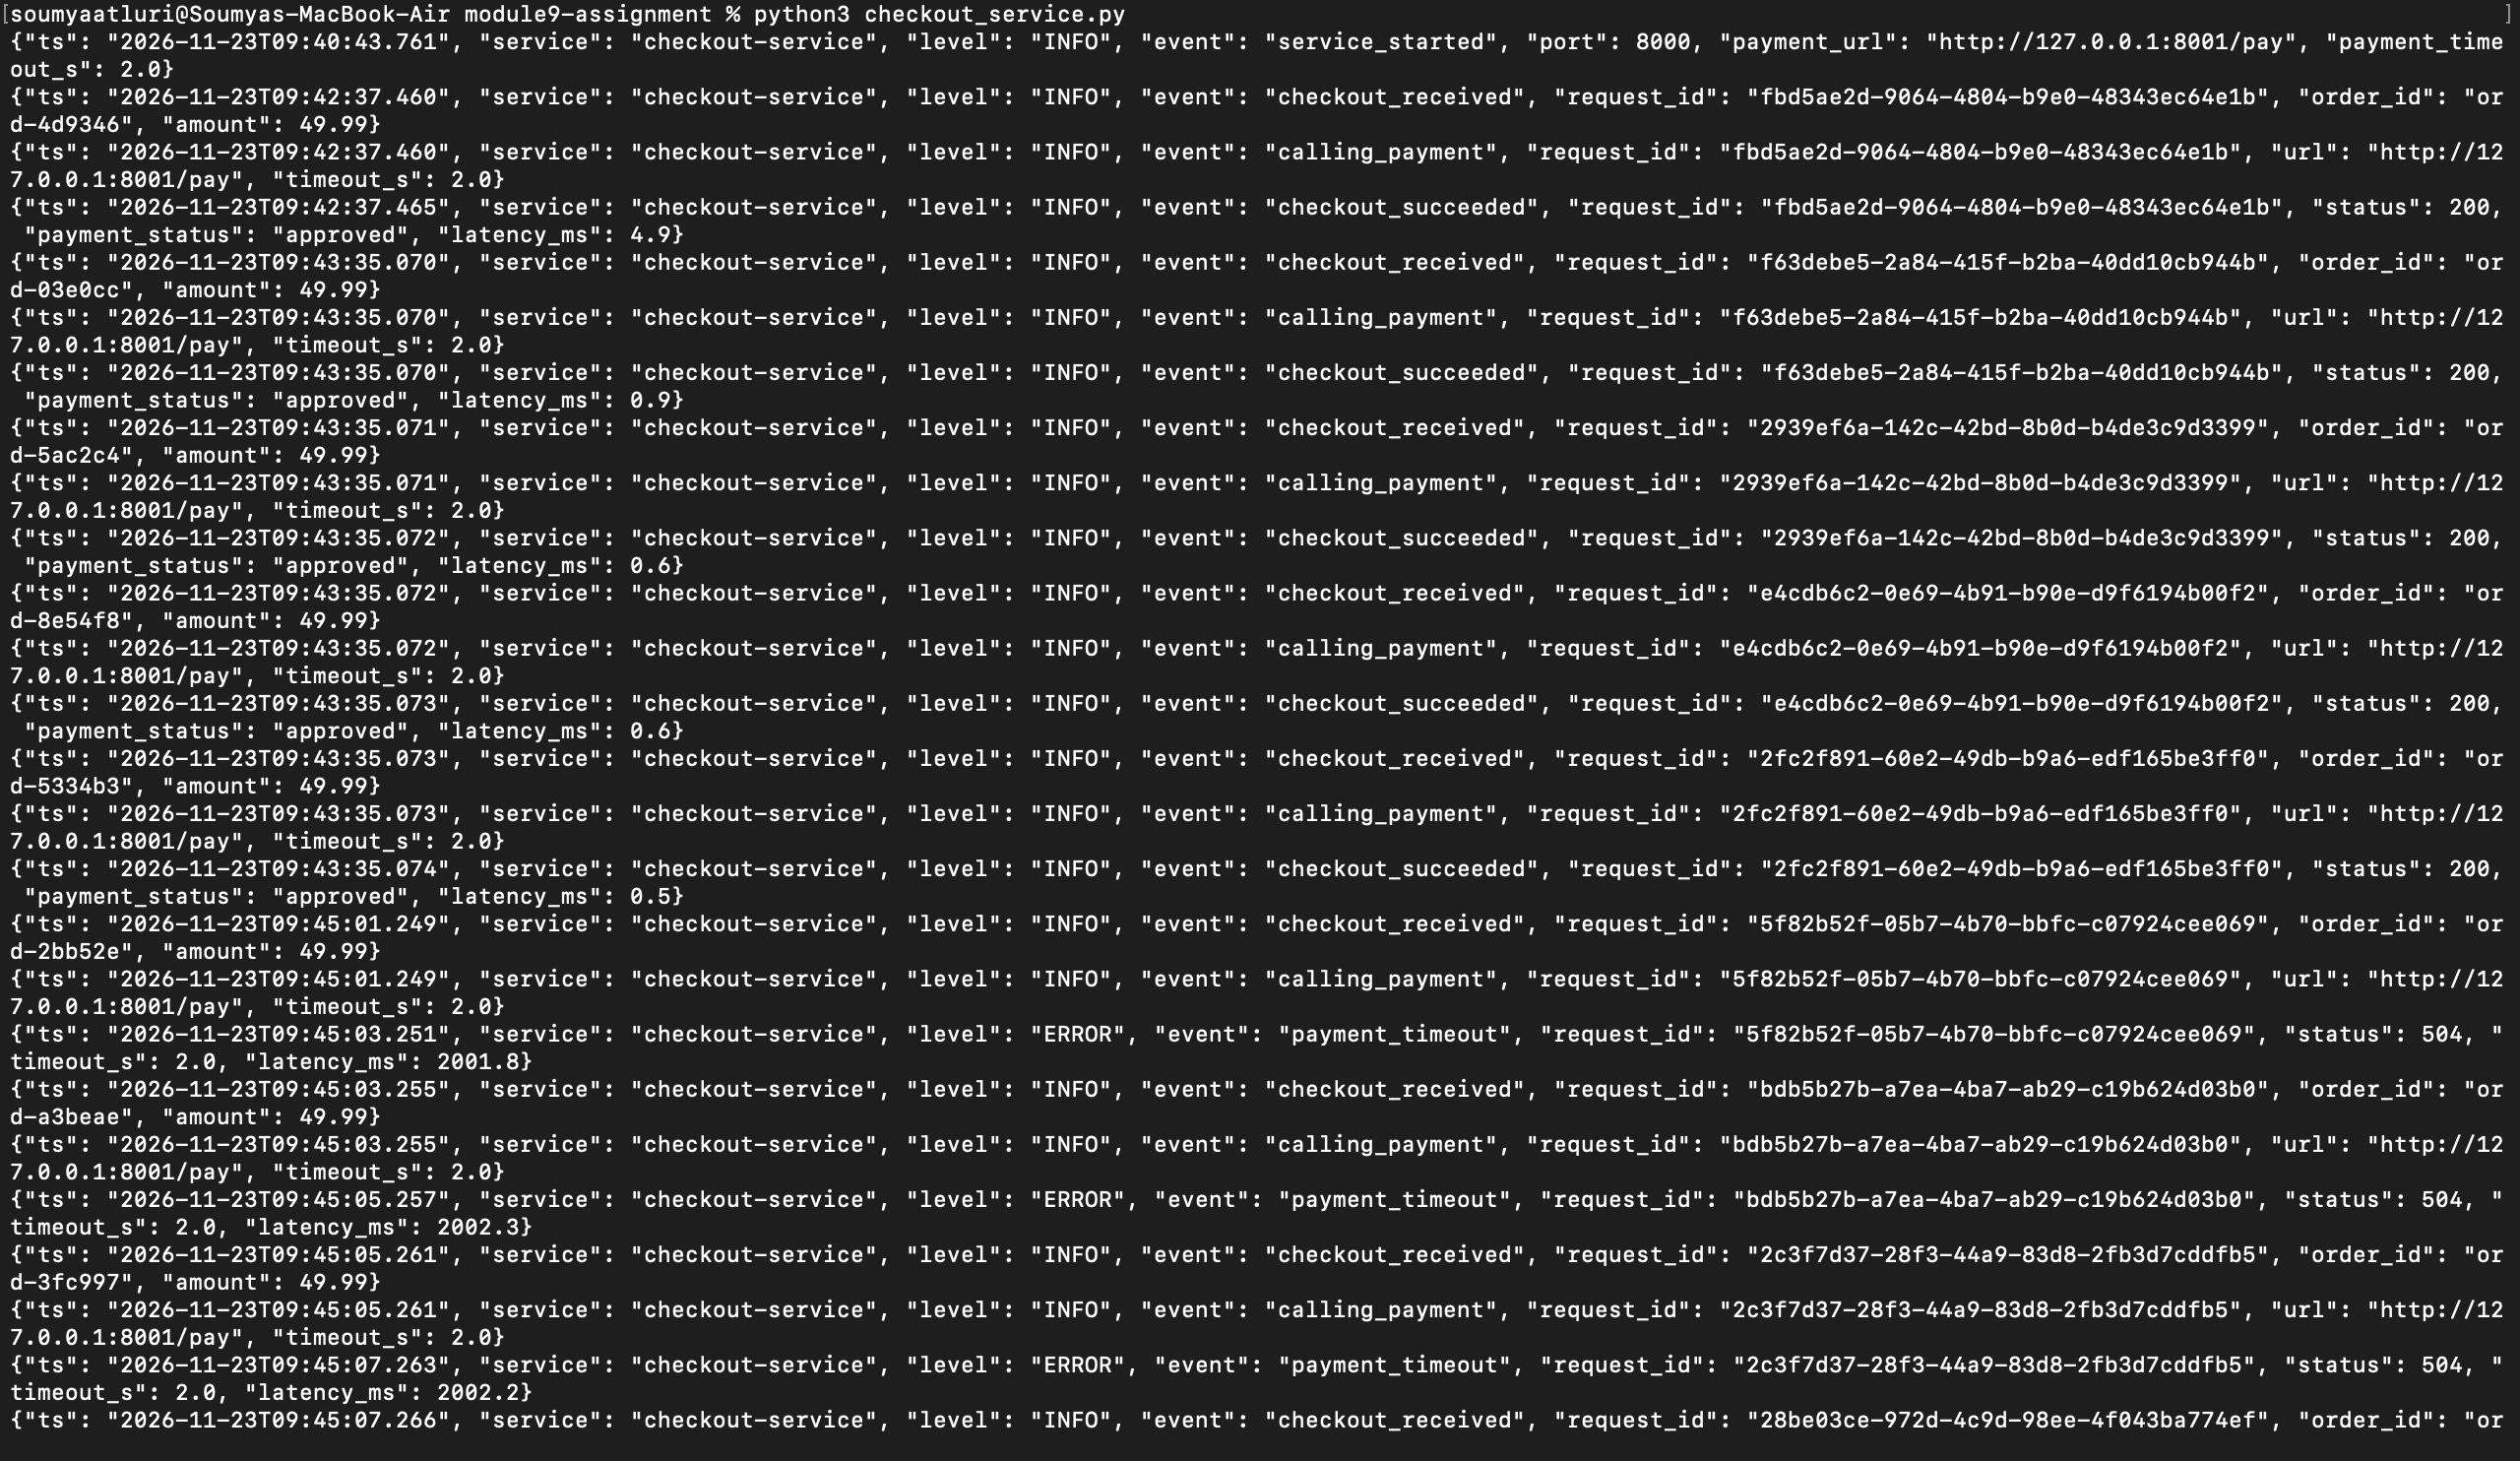 [soumyaatluri@Soumyas-MacBook-Air module9-assignment % python3 checkout_service.py ]
{"ts": "2026-11-23T09:40:43.761", "service": "checkout-service", "level": "INFO", "event": "service_started", "port": 8000, "payment_url": "http://127.0.0.1:8001/pay", "payment_time
out_s": 2.0}
{"ts": "2026-11-23T09:42:37.460", "service": "checkout-service", "level": "INFO", "event": "checkout_received", "request_id": "fbd5ae2d-9064-4804-b9e0-48343ec64e1b", "order_id": "or
d-4d9346", "amount": 49.99}
{"ts": "2026-11-23T09:42:37.460", "service": "checkout-service", "level": "INFO", "event": "calling_payment", "request_id": "fbd5ae2d-9064-4804-b9e0-48343ec64e1b", "url": "http://12
7.0.0.1:8001/pay", "timeout_s": 2.0}
{"ts": "2026-11-23T09:42:37.465", "service": "checkout-service", "level": "INFO", "event": "checkout_succeeded", "request_id": "fbd5ae2d-9064-4804-b9e0-48343ec64e1b", "status": 200,
 "payment_status": "approved", "latency_ms": 4.9}
{"ts": "2026-11-23T09:43:35.070", "service": "checkout-service", "level": "INFO", "event": "checkout_received", "request_id": "f63debe5-2a84-415f-b2ba-40dd10cb944b", "order_id": "or
d-03e0cc", "amount": 49.99}
{"ts": "2026-11-23T09:43:35.070", "service": "checkout-service", "level": "INFO", "event": "calling_payment", "request_id": "f63debe5-2a84-415f-b2ba-40dd10cb944b", "url": "http://12
7.0.0.1:8001/pay", "timeout_s": 2.0}
{"ts": "2026-11-23T09:43:35.070", "service": "checkout-service", "level": "INFO", "event": "checkout_succeeded", "request_id": "f63debe5-2a84-415f-b2ba-40dd10cb944b", "status": 200,
 "payment_status": "approved", "latency_ms": 0.9}
{"ts": "2026-11-23T09:43:35.071", "service": "checkout-service", "level": "INFO", "event": "checkout_received", "request_id": "2939ef6a-142c-42bd-8b0d-b4de3c9d3399", "order_id": "or
d-5ac2c4", "amount": 49.99}
{"ts": "2026-11-23T09:43:35.071", "service": "checkout-service", "level": "INFO", "event": "calling_payment", "request_id": "2939ef6a-142c-42bd-8b0d-b4de3c9d3399", "url": "http://12
7.0.0.1:8001/pay", "timeout_s": 2.0}
{"ts": "2026-11-23T09:43:35.072", "service": "checkout-service", "level": "INFO", "event": "checkout_succeeded", "request_id": "2939ef6a-142c-42bd-8b0d-b4de3c9d3399", "status": 200,
 "payment_status": "approved", "latency_ms": 0.6}
{"ts": "2026-11-23T09:43:35.072", "service": "checkout-service", "level": "INFO", "event": "checkout_received", "request_id": "e4cdb6c2-0e69-4b91-b90e-d9f6194b00f2", "order_id": "or
d-8e54f8", "amount": 49.99}
{"ts": "2026-11-23T09:43:35.072", "service": "checkout-service", "level": "INFO", "event": "calling_payment", "request_id": "e4cdb6c2-0e69-4b91-b90e-d9f6194b00f2", "url": "http://12
7.0.0.1:8001/pay", "timeout_s": 2.0}
{"ts": "2026-11-23T09:43:35.073", "service": "checkout-service", "level": "INFO", "event": "checkout_succeeded", "request_id": "e4cdb6c2-0e69-4b91-b90e-d9f6194b00f2", "status": 200,
 "payment_status": "approved", "latency_ms": 0.6}
{"ts": "2026-11-23T09:43:35.073", "service": "checkout-service", "level": "INFO", "event": "checkout_received", "request_id": "2fc2f891-60e2-49db-b9a6-edf165be3ff0", "order_id": "or
d-5334b3", "amount": 49.99}
{"ts": "2026-11-23T09:43:35.073", "service": "checkout-service", "level": "INFO", "event": "calling_payment", "request_id": "2fc2f891-60e2-49db-b9a6-edf165be3ff0", "url": "http://12
7.0.0.1:8001/pay", "timeout_s": 2.0}
{"ts": "2026-11-23T09:43:35.074", "service": "checkout-service", "level": "INFO", "event": "checkout_succeeded", "request_id": "2fc2f891-60e2-49db-b9a6-edf165be3ff0", "status": 200,
 "payment_status": "approved", "latency_ms": 0.5}
{"ts": "2026-11-23T09:45:01.249", "service": "checkout-service", "level": "INFO", "event": "checkout_received", "request_id": "5f82b52f-05b7-4b70-bbfc-c07924cee069", "order_id": "or
d-2bb52e", "amount": 49.99}
{"ts": "2026-11-23T09:45:01.249", "service": "checkout-service", "level": "INFO", "event": "calling_payment", "request_id": "5f82b52f-05b7-4b70-bbfc-c07924cee069", "url": "http://12
7.0.0.1:8001/pay", "timeout_s": 2.0}
{"ts": "2026-11-23T09:45:03.251", "service": "checkout-service", "level": "ERROR", "event": "payment_timeout", "request_id": "5f82b52f-05b7-4b70-bbfc-c07924cee069", "status": 504, "
timeout_s": 2.0, "latency_ms": 2001.8}
{"ts": "2026-11-23T09:45:03.255", "service": "checkout-service", "level": "INFO", "event": "checkout_received", "request_id": "bdb5b27b-a7ea-4ba7-ab29-c19b624d03b0", "order_id": "or
d-a3beae", "amount": 49.99}
{"ts": "2026-11-23T09:45:03.255", "service": "checkout-service", "level": "INFO", "event": "calling_payment", "request_id": "bdb5b27b-a7ea-4ba7-ab29-c19b624d03b0", "url": "http://12
7.0.0.1:8001/pay", "timeout_s": 2.0}
{"ts": "2026-11-23T09:45:05.257", "service": "checkout-service", "level": "ERROR", "event": "payment_timeout", "request_id": "bdb5b27b-a7ea-4ba7-ab29-c19b624d03b0", "status": 504, "
timeout_s": 2.0, "latency_ms": 2002.3}
{"ts": "2026-11-23T09:45:05.261", "service": "checkout-service", "level": "INFO", "event": "checkout_received", "request_id": "2c3f7d37-28f3-44a9-83d8-2fb3d7cddfb5", "order_id": "or
d-3fc997", "amount": 49.99}
{"ts": "2026-11-23T09:45:05.261", "service": "checkout-service", "level": "INFO", "event": "calling_payment", "request_id": "2c3f7d37-28f3-44a9-83d8-2fb3d7cddfb5", "url": "http://12
7.0.0.1:8001/pay", "timeout_s": 2.0}
{"ts": "2026-11-23T09:45:07.263", "service": "checkout-service", "level": "ERROR", "event": "payment_timeout", "request_id": "2c3f7d37-28f3-44a9-83d8-2fb3d7cddfb5", "status": 504, "
timeout_s": 2.0, "latency_ms": 2002.2}
{"ts": "2026-11-23T09:45:07.266", "service": "checkout-service", "level": "INFO", "event": "checkout_received", "request_id": "28be03ce-972d-4c9d-98ee-4f043ba774ef", "order_id": "or